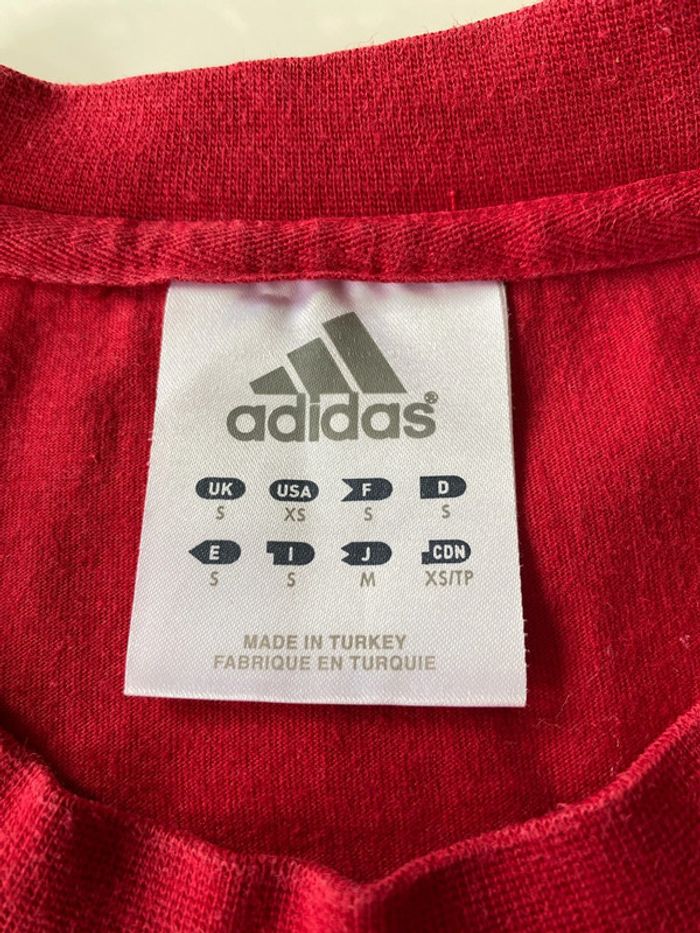 adidas®
UK USA F D
S XS S S
E I J CDN
S S M XS/TP
MADE IN TURKEY
FABRIQUE EN TURQUIE